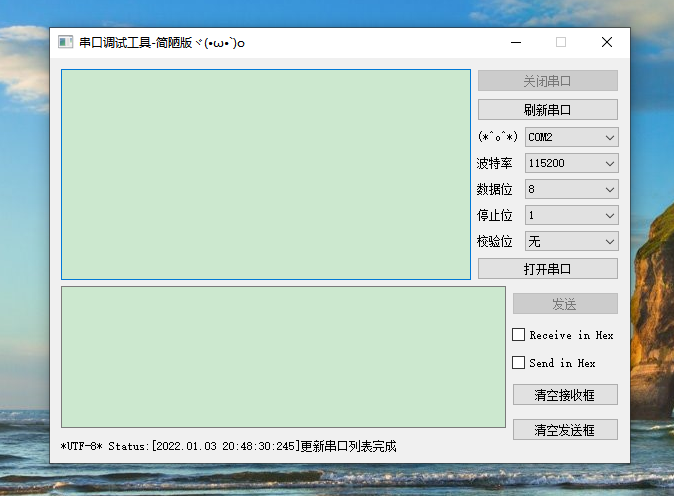 串口调试工具-简陋版ヾ(•ω•`)o
关闭串口
刷新串口
(*^o^*) COM2
波特率 115200
数据位 8
停止位 1
校验位 无
打开串口
发送
Receive in Hex
Send in Hex
清空接收框
清空发送框
*UTF-8* Status:[2022.01.03 20:48:30:245]更新串口列表完成